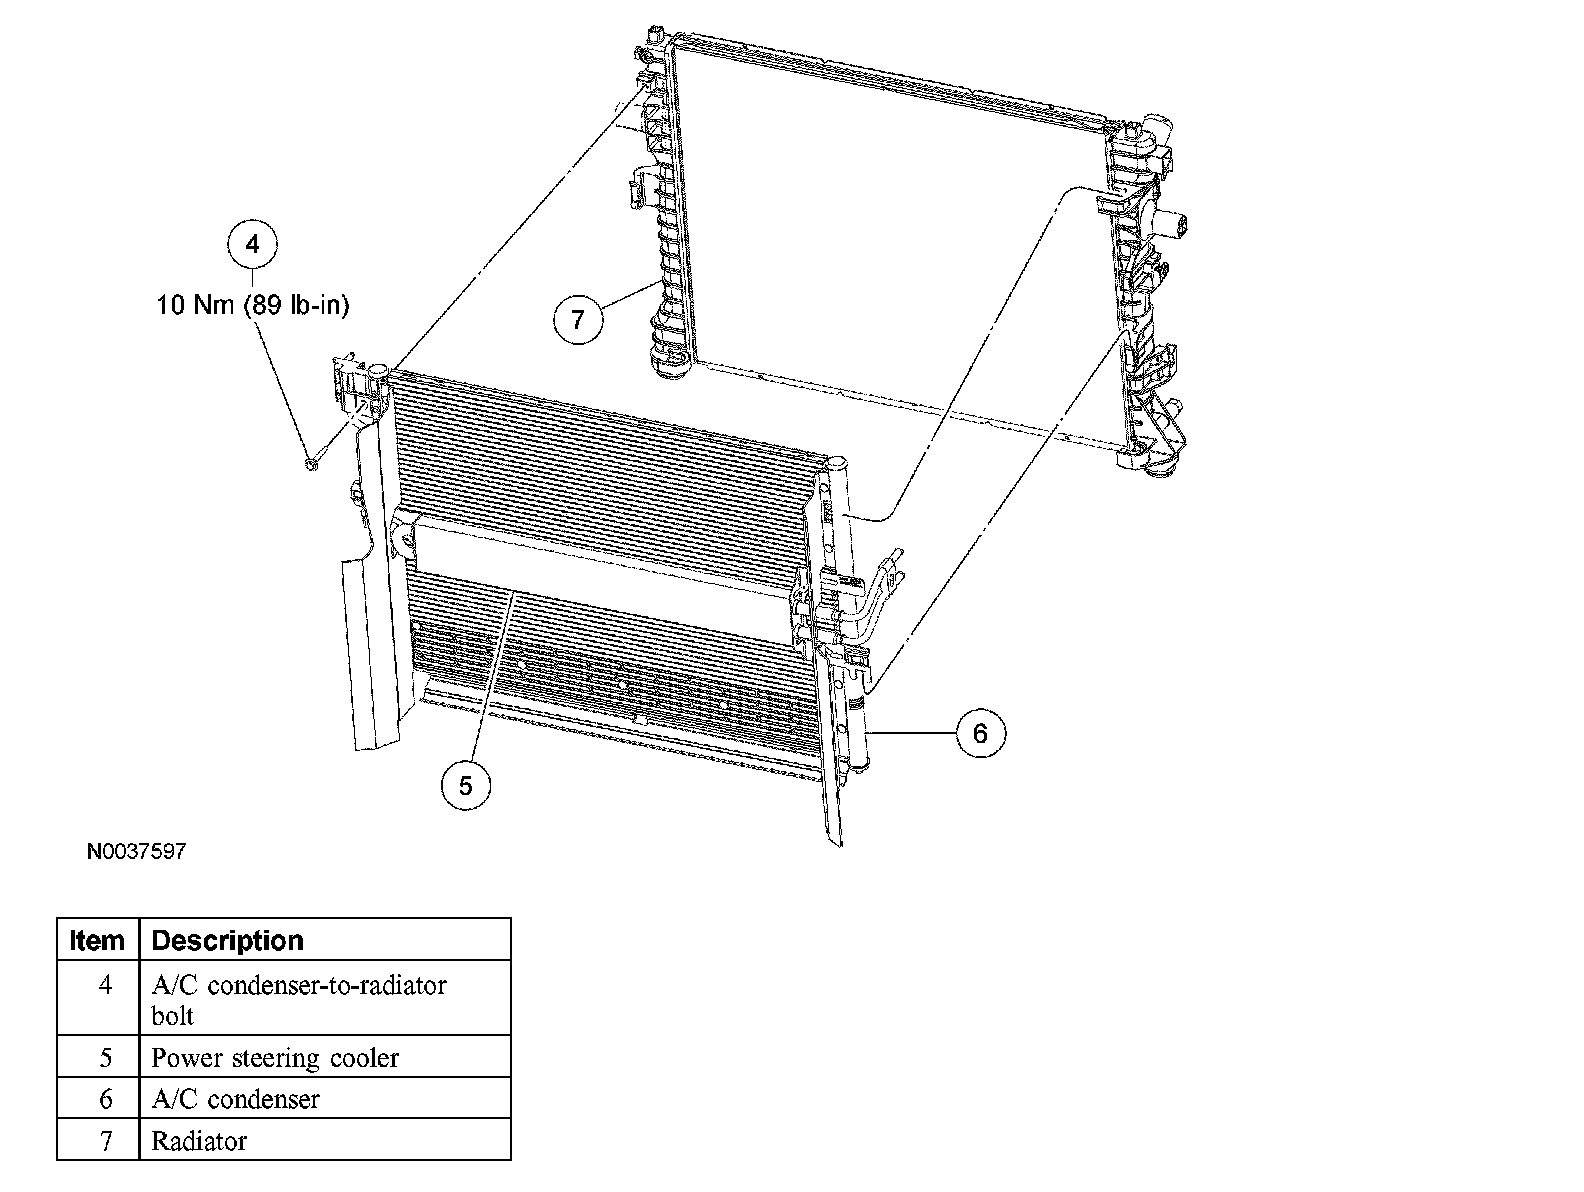 4
10 Nm (89 lb-in)
7
5
6
N0037597
Item Description
4 A/C condenser-to-radiator
bolt
5 Power steering cooler
6 A/C condenser
7 Radiator